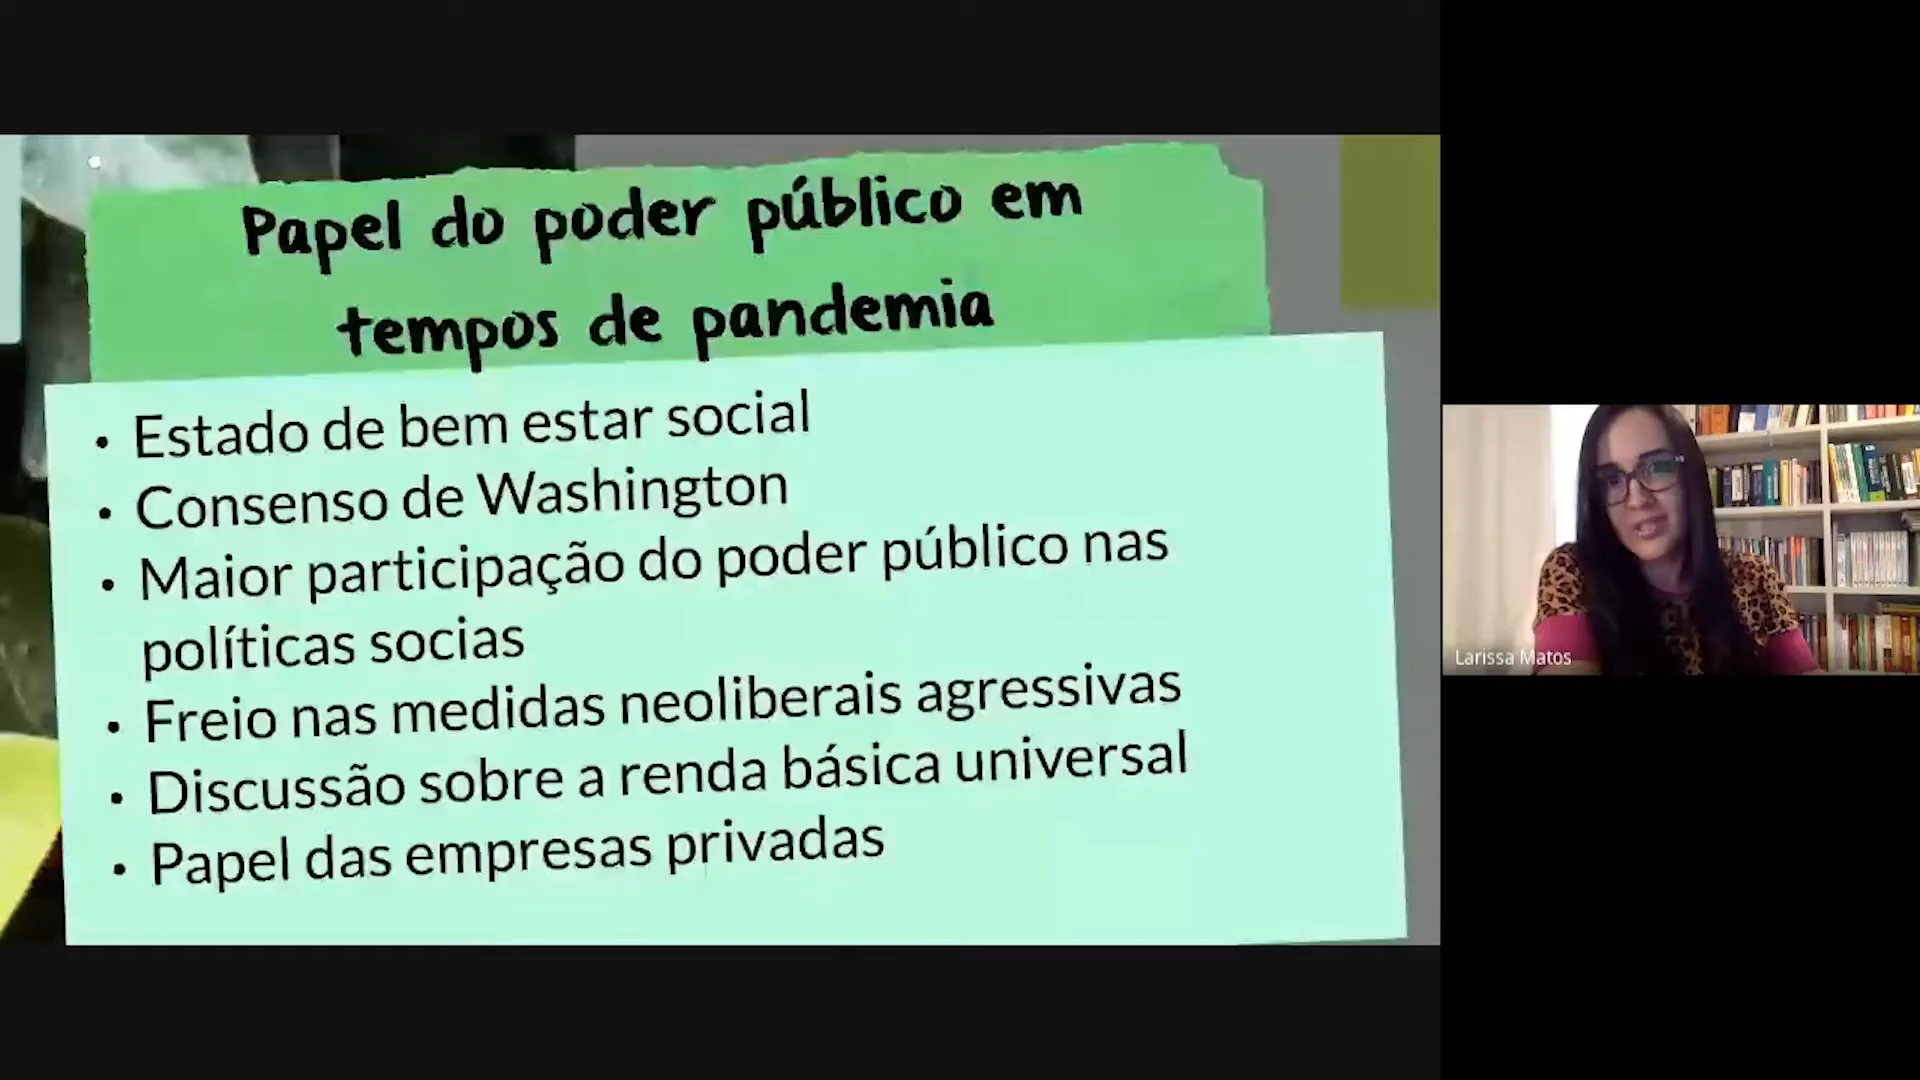 Papel do poder público em
tempos de pandemia
• Estado de bem estar social
• Consenso de Washington
• Maior participação do poder público nas
políticas socias
• Freio nas medidas neoliberais agressivas
• Discussão sobre a renda básica universal
• Papel das empresas privadas
Larissa Matos